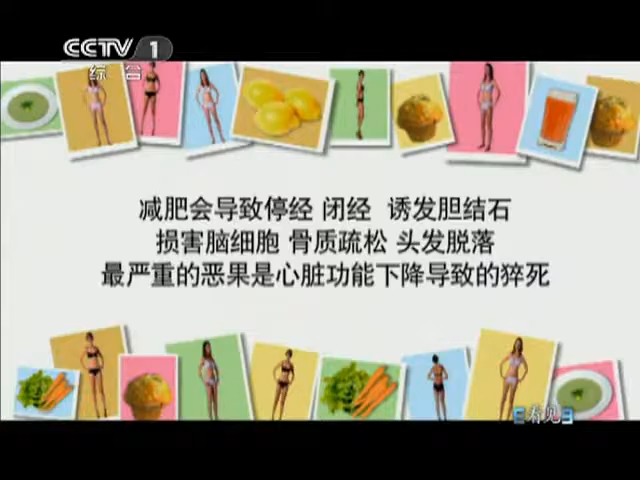 CCTV 1
综合
减肥会导致停经 闭经 诱发胆结石
损害脑细胞 骨质疏松 头发脱落
最严重的恶果是心脏功能下降导致的猝死
看见